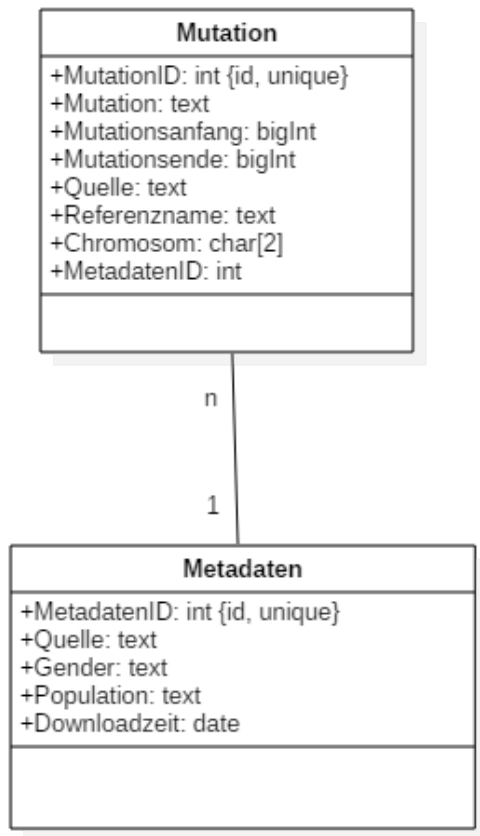 Mutation
+MutationID: int {id, unique}
+Mutation: text
+Mutationsanfang: bigInt
+Mutationsende: bigInt
+Quelle: text
+Referenzname: text
+Chromosom: char[2]
+MetadatenID: int
n
1
Metadaten
+MetadatenID: int {id, unique}
+Quelle: text
+Gender: text
+Population: text
+Downloadzeit: date